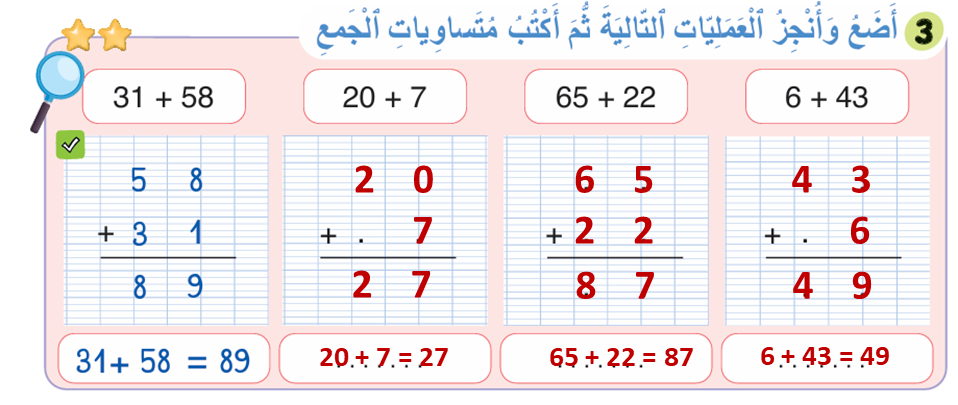 3 أَضَعُ وَأُنْجِزُ ٱلْعَمَلِيّاتِ ٱلتّالِيَةَ ثُمَّ أَكْتُبُ مُتَساوِياتِ ٱلْجَمعِ
31 + 58 20 + 7 65 + 22 6 + 43
5 8 2 0 6 5 4 3
+ 3 1 + . 7 + 2 2 + . 6
8 9 2 7 8 7 4 9
31+ 58 = 89 20 + 7 = 27 65 + 22 = 87 6 + 43 = 49